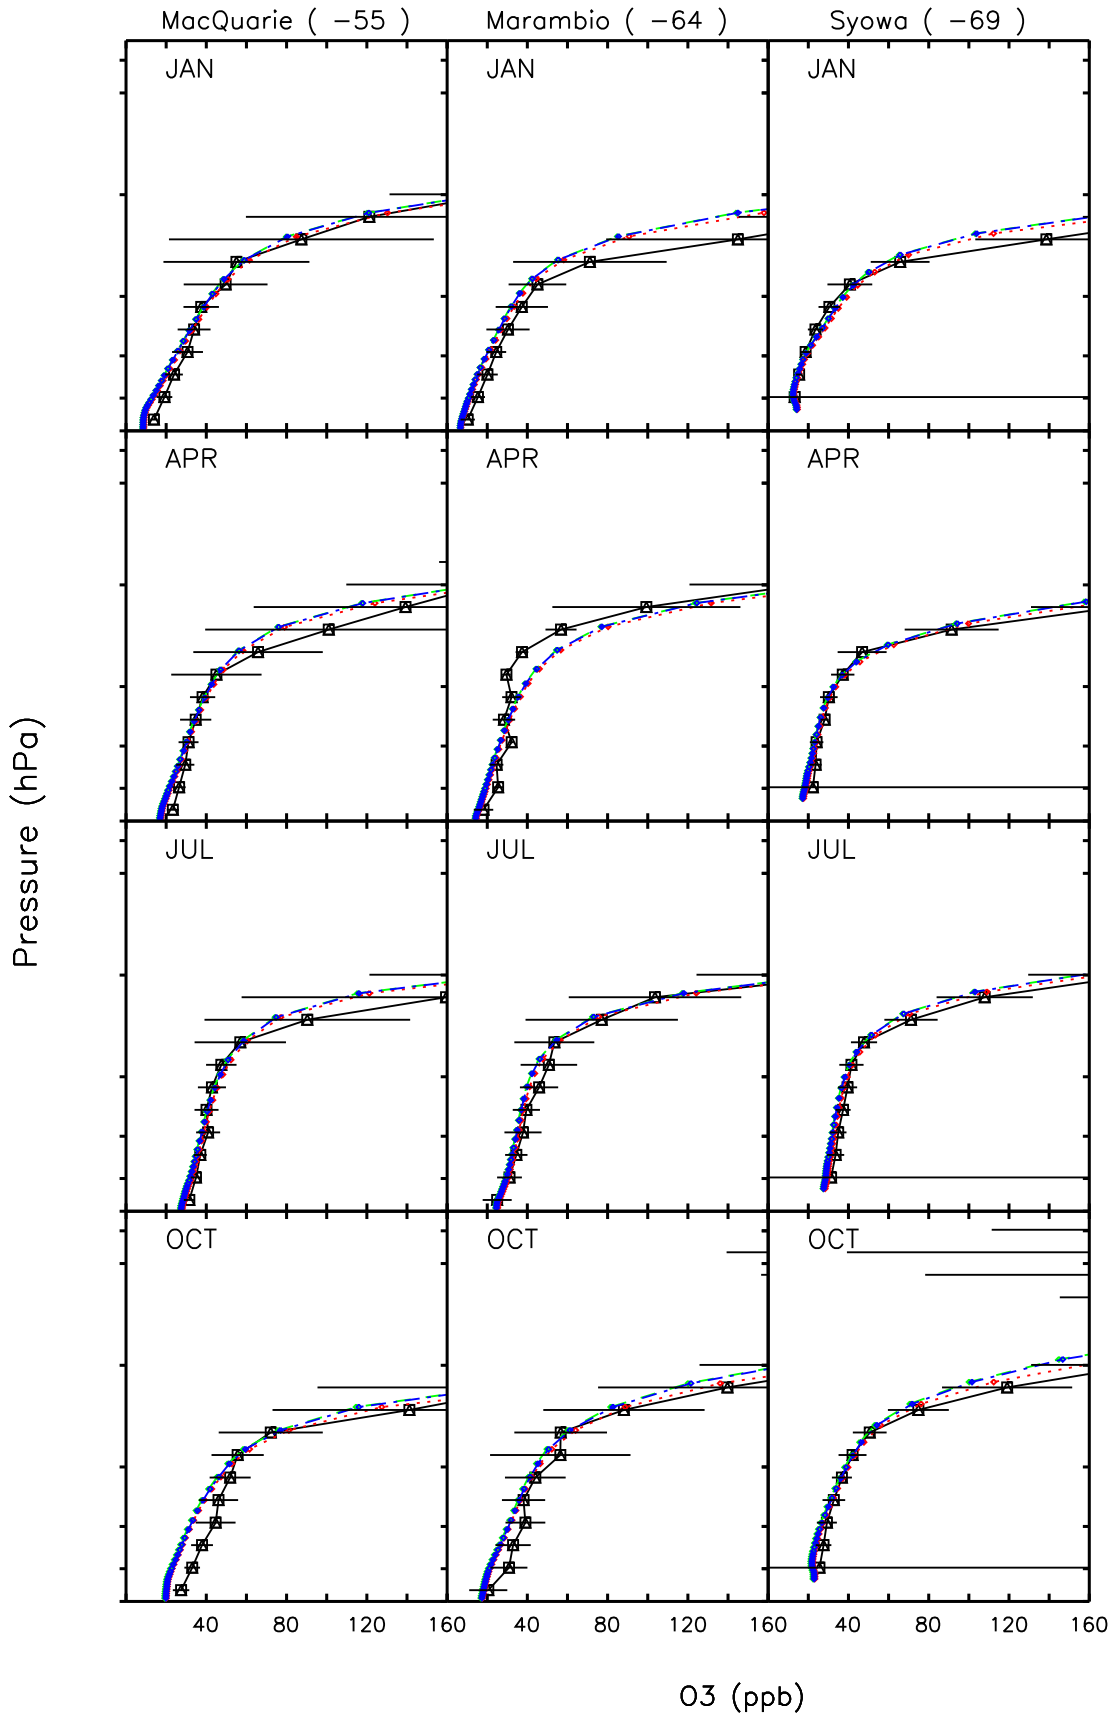 MacQuarie ( -55 ) Marambio ( -64 ) Syowa ( -69 )
JAN JAN JAN
APR APR APR
JUL JUL JUL
OCT OCT OCT
Pressure (hPa)
40 80 120 160 40 80 120 160 40 80 120 160
O3 (ppb)